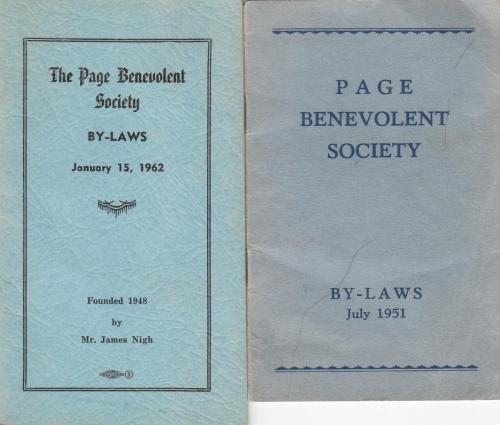 The Page Benevolent
Society
BY-LAWS
January 15, 1962
Founded 1948
by
Mr. James Nigh
PAGE
BENEVOLENT
SOCIETY
BY-LAWS
July 1951